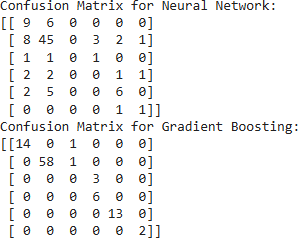 Confusion Matrix for Neural Network:
[[ 9  6  0  0  0  0]
 [ 8 45  0  3  2  1]
 [ 1  1  0  1  0  0]
 [ 2  2  0  0  1  1]
 [ 2  5  0  0  6  0]
 [ 0  0  0  0  1  1]]
Confusion Matrix for Gradient Boosting:
[[14  0  1  0  0  0]
 [ 0 58  1  0  0  0]
 [ 0  0  0  3  0  0]
 [ 0  0  0  6  0  0]
 [ 0  0  0  0 13  0]
 [ 0  0  0  0  0  2]]